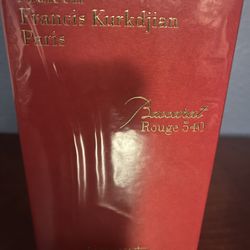 Francis Kurkdjian
Paris
Baccarat
Rouge 540